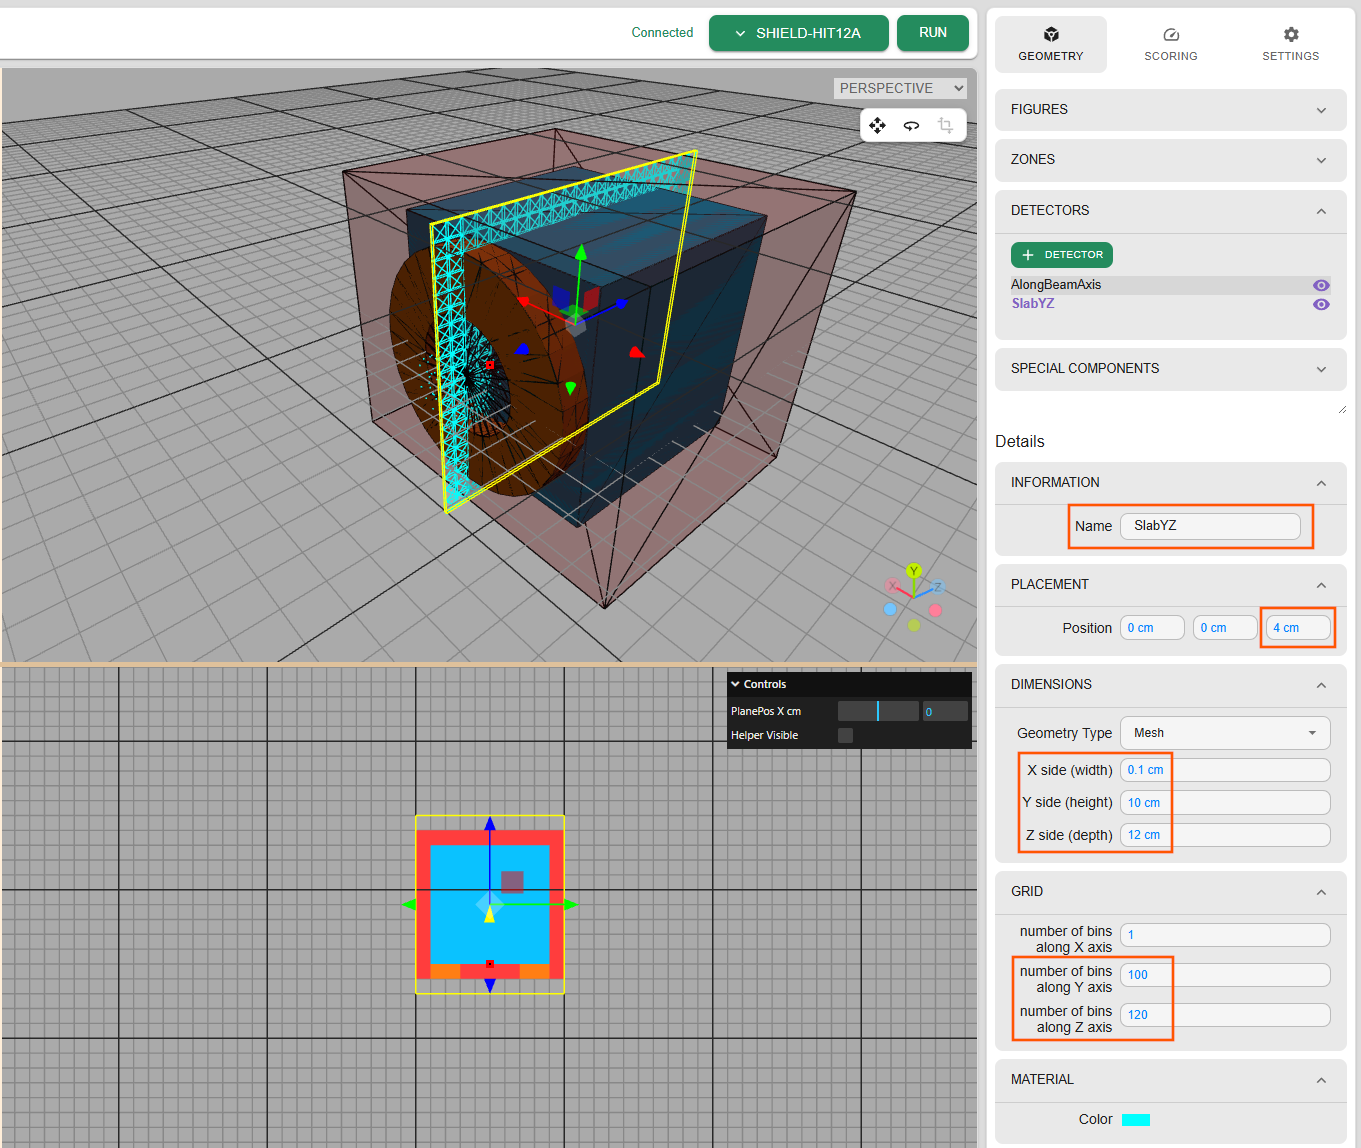 Connected
SHIELD-HIT12A
RUN
GEOMETRY
SCORING
SETTINGS
PERSPECTIVE
FIGURES
ZONES
DETECTORS
+ DETECTOR
AlongBeamAxis
SlabYZ
SPECIAL COMPONENTS
Details
INFORMATION
Name SlabYZ
PLACEMENT
Position 0 cm 0 cm 4 cm
DIMENSIONS
Geometry Type Mesh
X side (width) 0.1 cm
Y side (height) 10 cm
Z side (depth) 12 cm
GRID
number of bins
along X axis
1
number of bins
along Y axis
100
number of bins
along Z axis
120
MATERIAL
Color
Y
X
Z
Controls
PlanePos X cm 0
Helper Visible